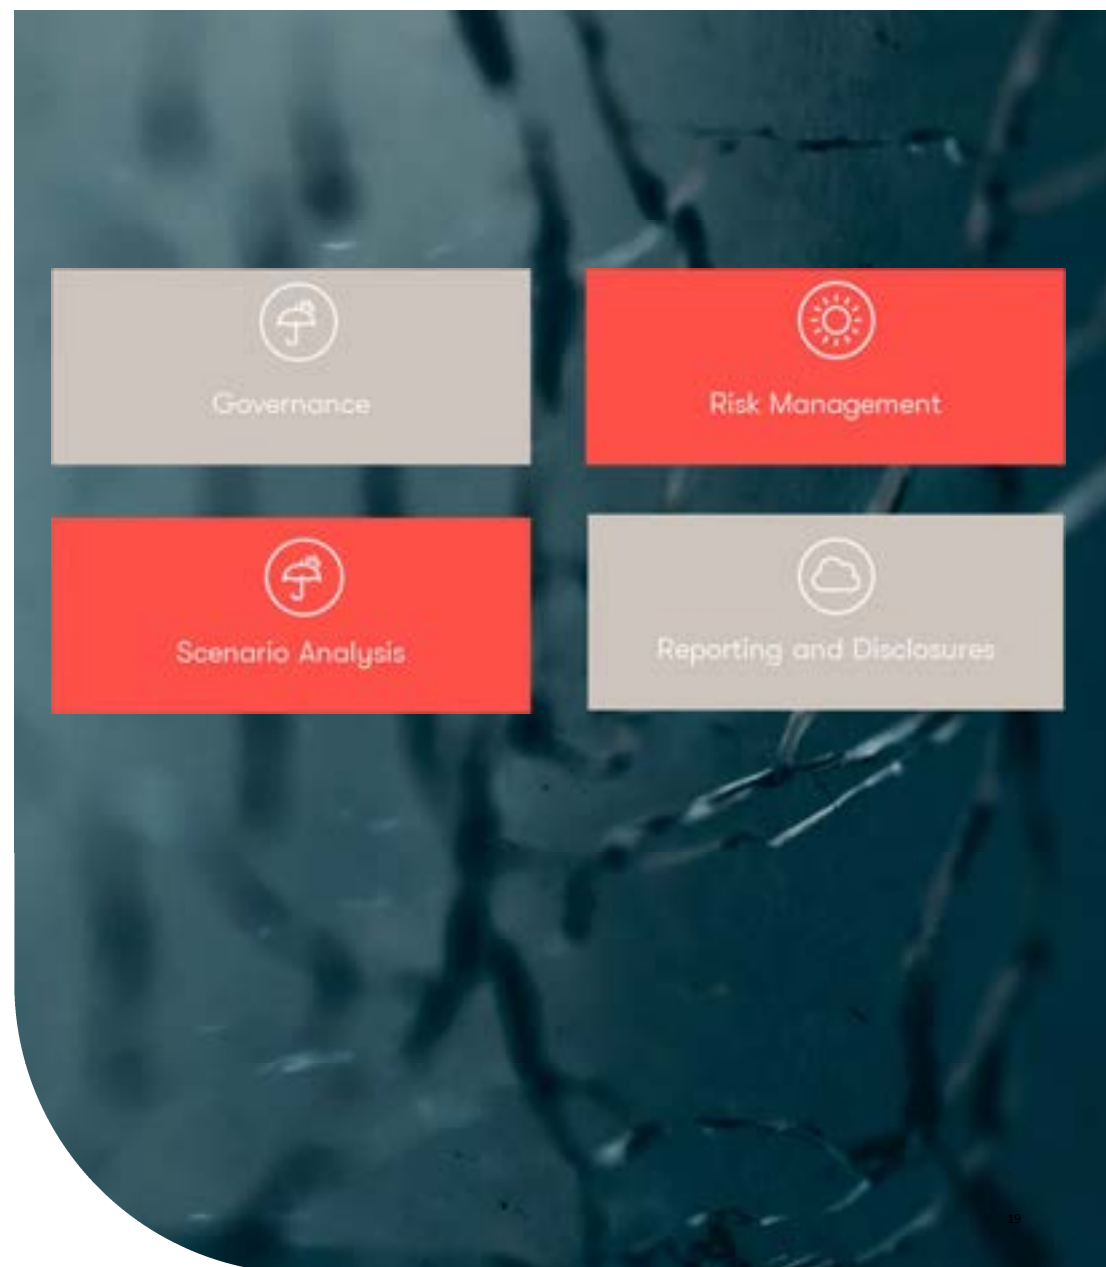 Governance
Risk Management
Scenario Analysis
Reporting and Disclosures
19